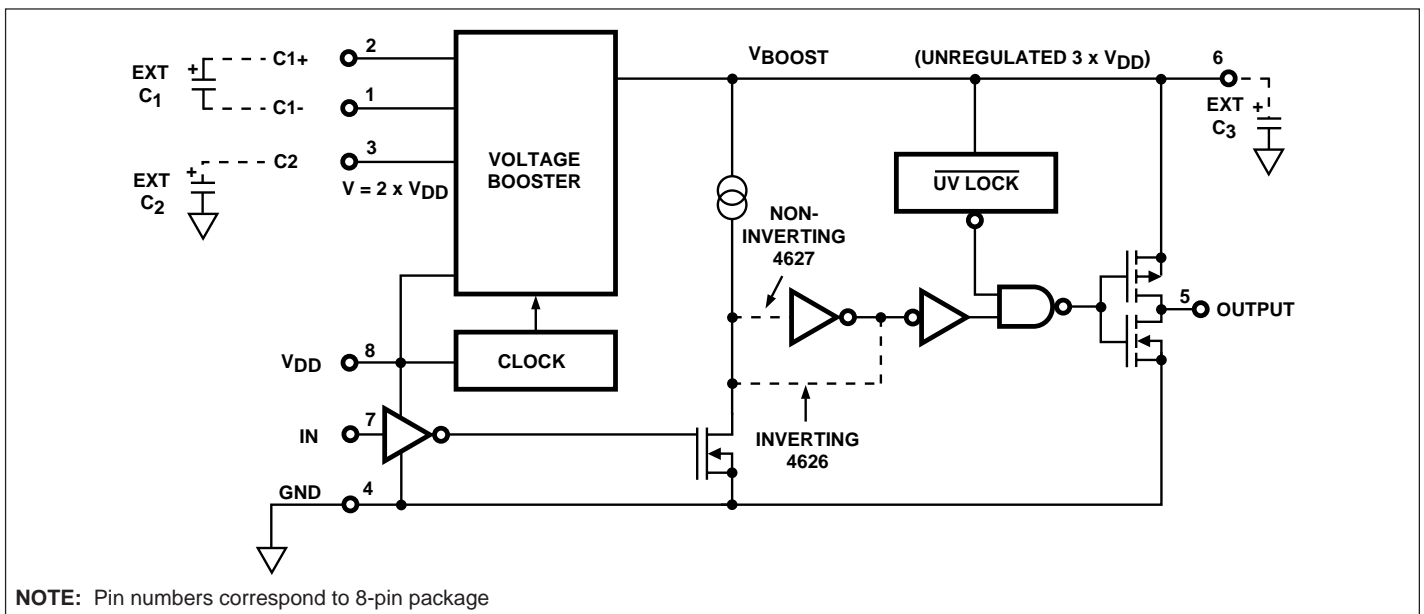 2
EXT
C1
+
C1+
1
C1-
3
C2
EXT
C2
+
V = 2 x VDD
VOLTAGE
BOOSTER
VBOOST
(UNREGULATED 3 x VDD)
6
EXT
C3
+
UV LOCK
NON-
INVERTING
4627
5
OUTPUT
VDD
8
CLOCK
IN
7
INVERTING
4626
GND
4
NOTE: Pin numbers correspond to 8-pin package